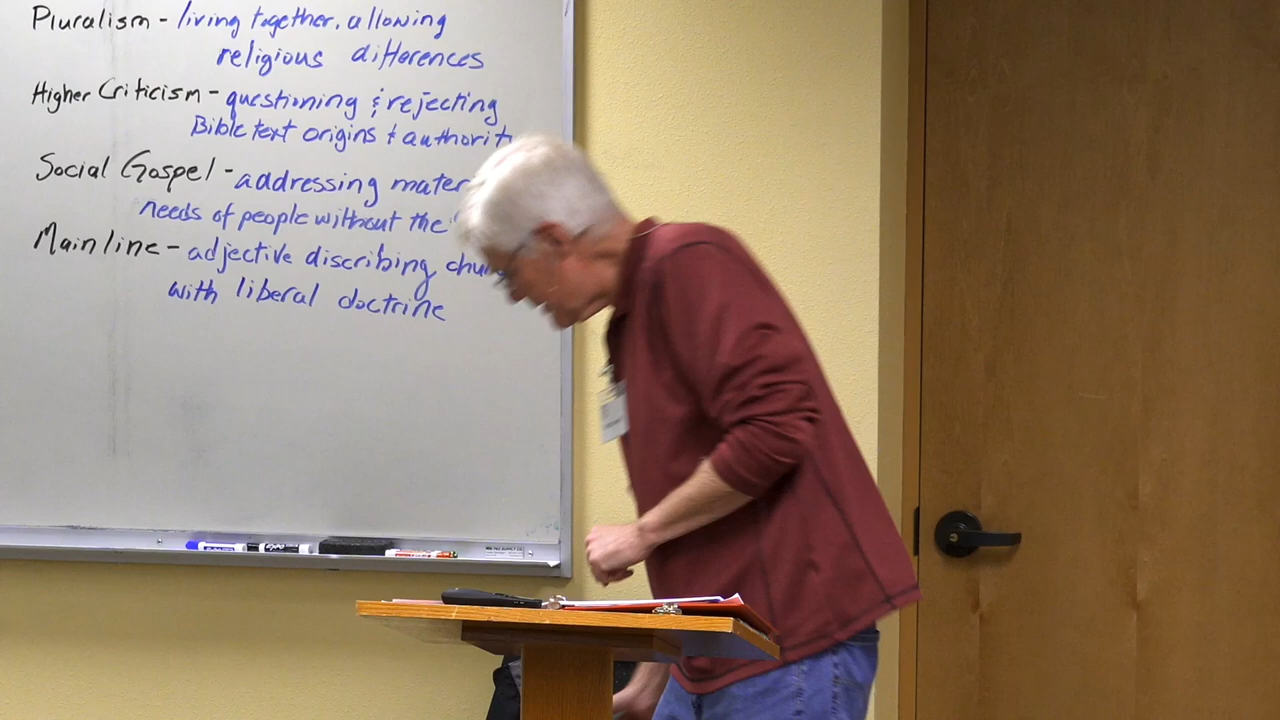 Pluralism - living together, allowing
religious differences
Higher Criticism - questioning & rejecting
Bible text origins & authorit
Social Gospel - addressing mater
needs of people without the
Mainline - adjective discribing chur
with liberal doctrine